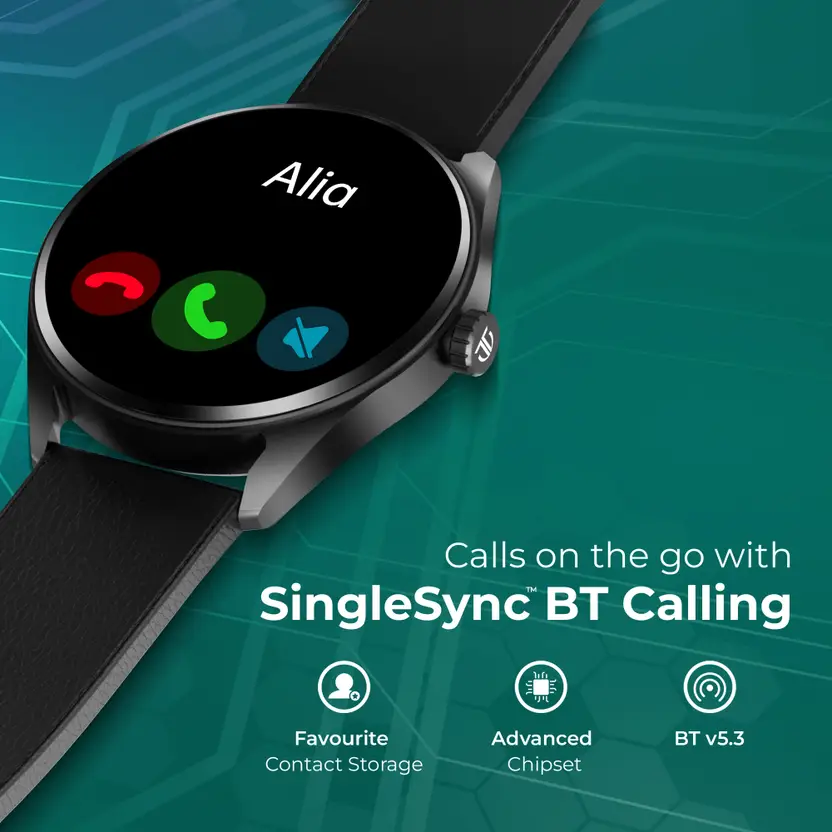 Alia
Calls on the go with
SingleSync™ BT Calling
Favourite
Contact Storage
Advanced
Chipset
BT v5.3